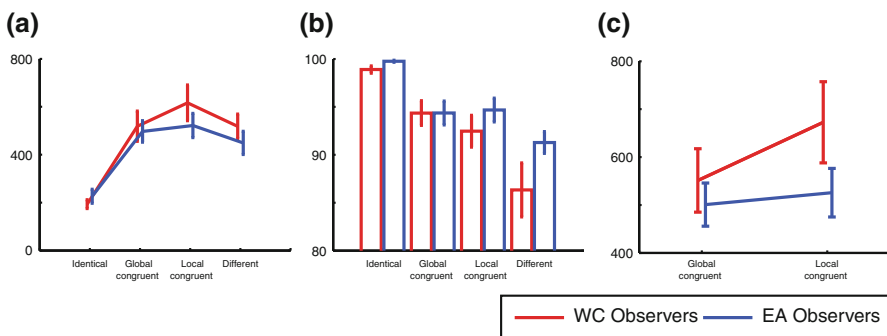 (a)
800
400
0
Identical
Global
congruent
Local
congruent
Different
(b)
100
90
80
Identical
Global
congruent
Local
congruent
Different
(c)
800
600
400
Global
congruent
Local
congruent
WC Observers
EA Observers